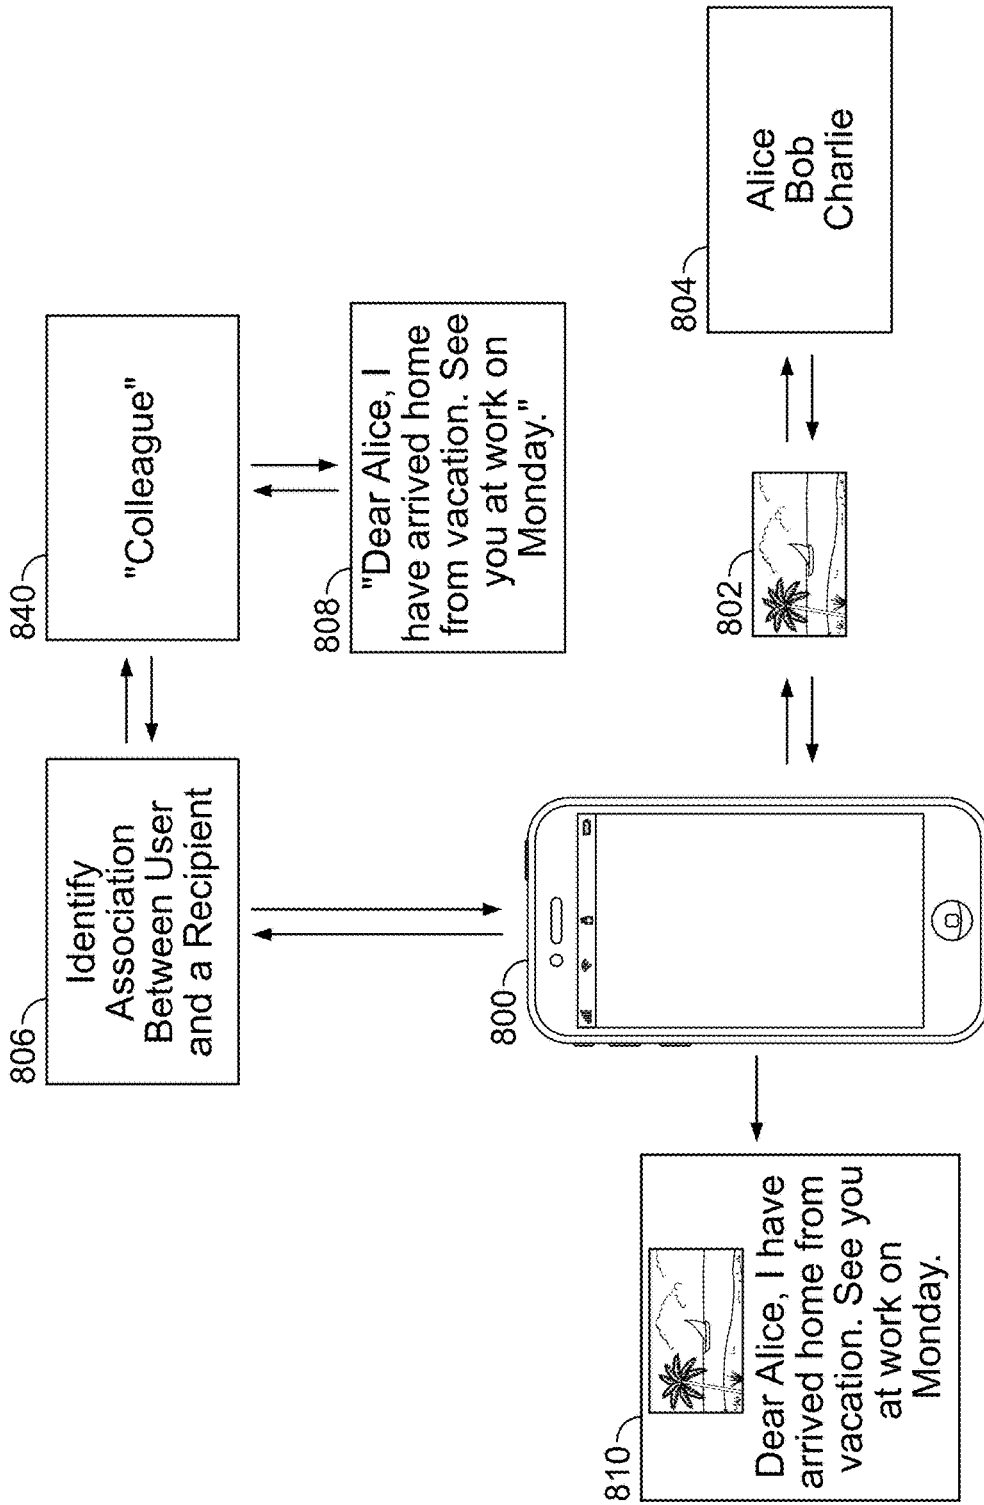 806
Identify
Association
Between User
and a Recipient
840
"Colleague"
808
"Dear Alice, I
have arrived home
from vacation. See
you at work on
Monday."
810
Dear Alice, I have
arrived home from
vacation. See you
at work on
Monday.
800
802
804
Alice
Bob
Charlie